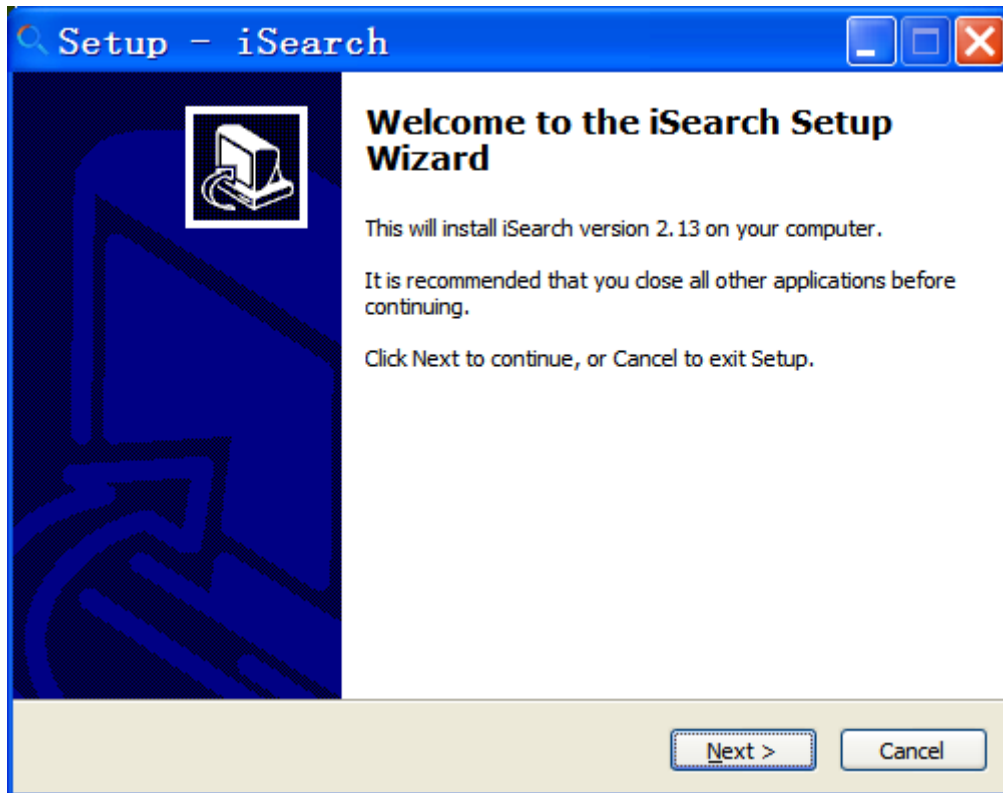 Setup - iSearch
Welcome to the iSearch Setup
Wizard
This will install iSearch version 2.13 on your computer.
It is recommended that you close all other applications before
continuing.
Click Next to continue, or Cancel to exit Setup.
Next >
Cancel